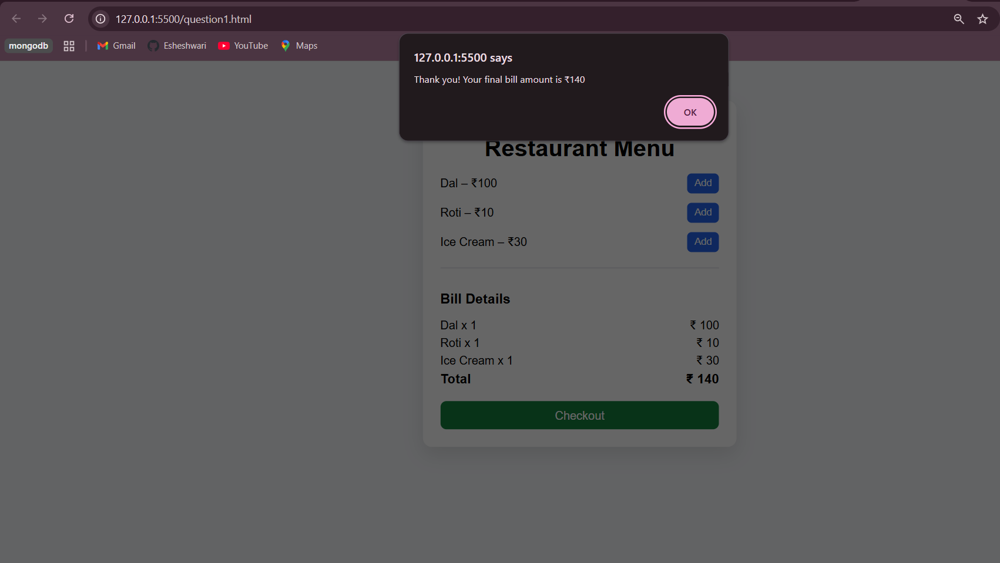 127.0.0.1:5500/question1.html
mongodb Gmail Esheshwari YouTube Maps
127.0.0.1:5500 says
Thank you! Your final bill amount is ₹140
OK
Restaurant Menu
Dal – ₹100 Add
Roti – ₹10 Add
Ice Cream – ₹30 Add
Bill Details
Dal x 1 ₹ 100
Roti x 1 ₹ 10
Ice Cream x 1 ₹ 30
Total ₹ 140
Checkout